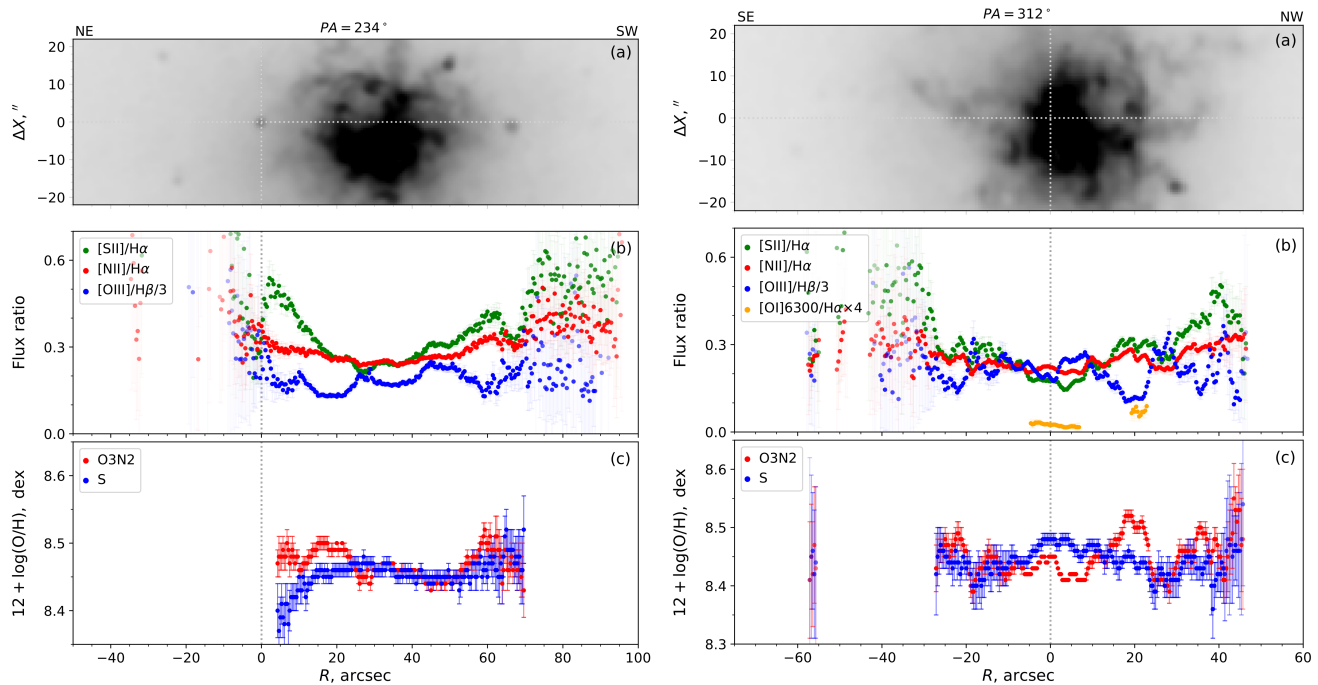 NE
PA = 234°
SW
(a)
20
10
0
−10
−20
ΔX, ″
(b)
[SII]/Hα
[NII]/Hα
[OIII]/Hβ/3
0.6
0.3
0.0
Flux ratio
(c)
O3N2
S
8.6
8.5
8.4
12 + log(O/H), dex
−40 −20 0 20 40 60 80 100
R, arcsec
SE
PA = 312°
NW
(a)
20
10
0
−10
−20
ΔX, ″
(b)
[SII]/Hα
[NII]/Hα
[OIII]/Hβ/3
[OI]6300/Hα×4
0.6
0.3
0.0
Flux ratio
(c)
O3N2
S
8.6
8.5
8.4
8.3
12 + log(O/H), dex
−60 −40 −20 0 20 40 60
R, arcsec